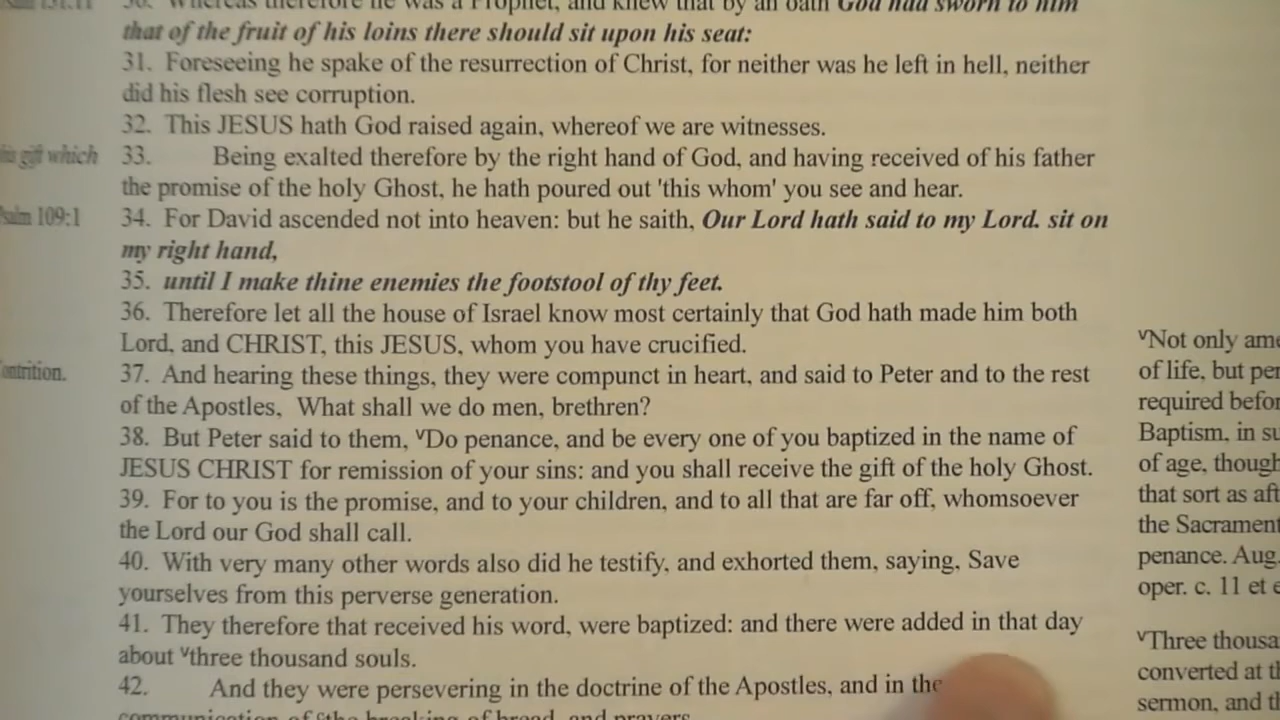 Psalm 131:11
30. Whereas therefore he was a Prophet, and knew that by an oath God had sworn to him
that of the fruit of his loins there should sit upon his seat:
31. Foreseeing he spake of the resurrection of Christ, for neither was he left in hell, neither
did his flesh see corruption.
32. This JESUS hath God raised again, whereof we are witnesses.
gift which
33. Being exalted therefore by the right hand of God, and having received of his father
the promise of the holy Ghost, he hath poured out 'this whom' you see and hear.
Psalm 109:1
34. For David ascended not into heaven: but he saith, Our Lord hath said to my Lord. sit on
my right hand,
35. until I make thine enemies the footstool of thy feet.
36. Therefore let all the house of Israel know most certainly that God hath made him both
Lord, and CHRIST, this JESUS, whom you have crucified.
ontrition.
37. And hearing these things, they were compunct in heart, and said to Peter and to the rest
of the Apostles, What shall we do men, brethren?
38. But Peter said to them, ᵛDo penance, and be every one of you baptized in the name of
JESUS CHRIST for remission of your sins: and you shall receive the gift of the holy Ghost.
39. For to you is the promise, and to your children, and to all that are far off, whomsoever
the Lord our God shall call.
40. With very many other words also did he testify, and exhorted them, saying, Save
yourselves from this perverse generation.
41. They therefore that received his word, were baptized: and there were added in that day
about ᵛthree thousand souls.
42. And they were persevering in the doctrine of the Apostles, and in the
communication of the breaking of bread, and prayers
ᵛNot only ame
of life, but per
required befor
Baptism, in su
of age, though
that sort as aft
the Sacrament
penance. Aug.
oper. c. 11 et e
ᵛThree thousa
converted at th
sermon, and th